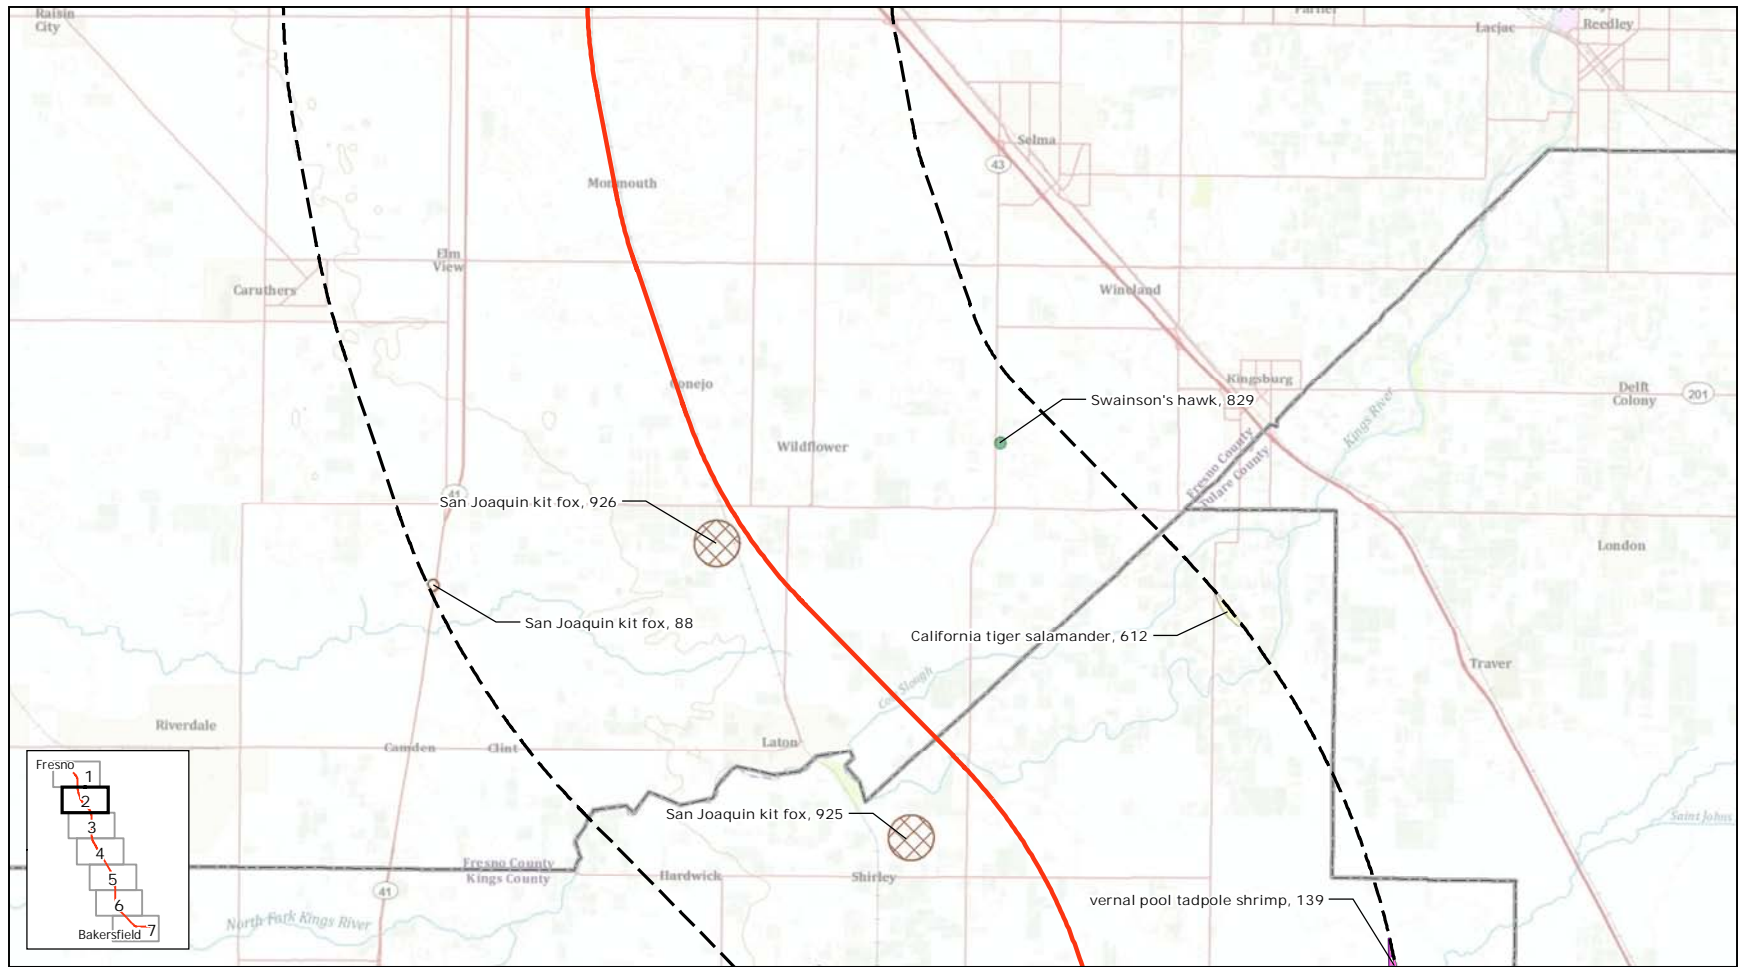 Raisin
City
Parlier
Lacjac
Reedley
Selma
43
Monmouth
Elm
View
Caruthers
Wineland
Kingsburg
Delft
Colony
201
Conejo
Swainson's hawk, 829
Kings River
Wildflower
Fresno County
Tulare County
41
San Joaquin kit fox, 926
London
San Joaquin kit fox, 88
California tiger salamander, 612
Traver
Cole Slough
Riverdale
Camden
Clint
Laton
San Joaquin kit fox, 925
Saint Johns
Fresno County
Kings County
Hardwick
Shirley
41
vernal pool tadpole shrimp, 139
North Fork Kings River
Fresno
1
2
3
4
5
6
7
Bakersfield